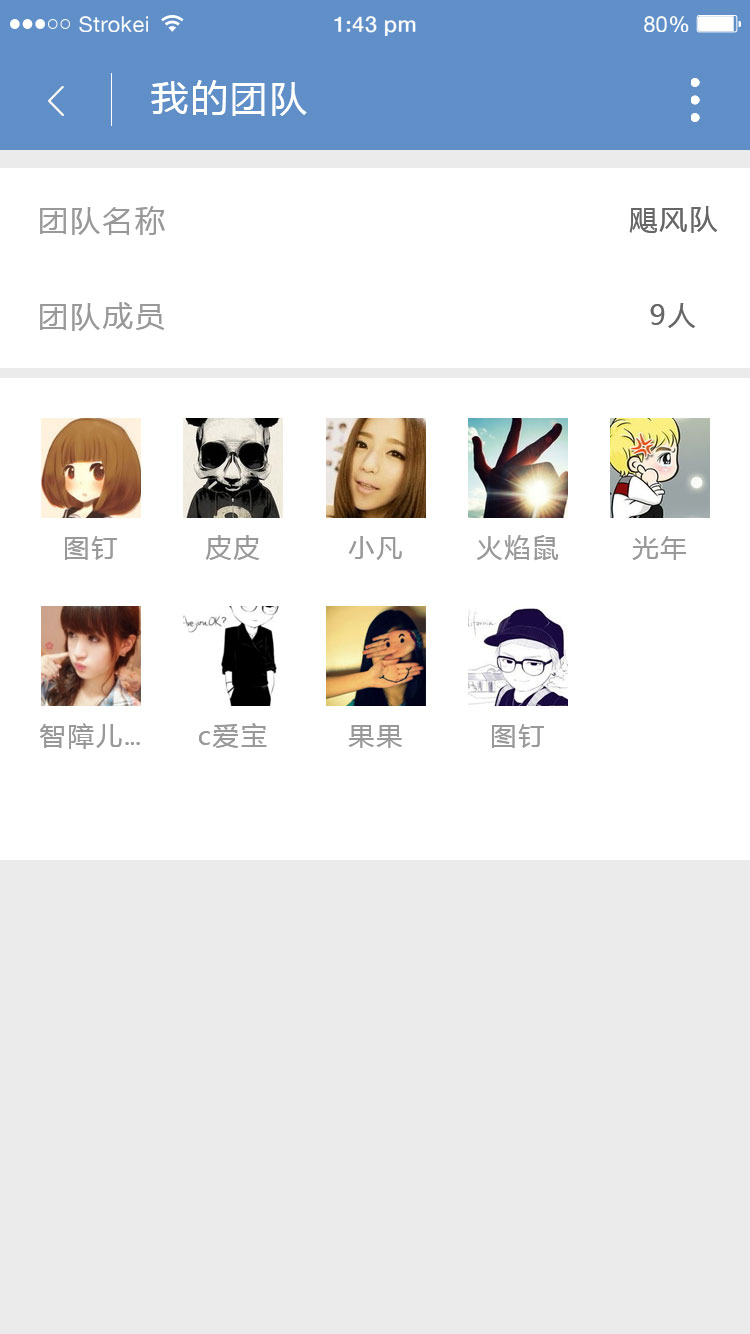 Strokei 1:43 pm 80%
我的团队
团队名称 飓风队
团队成员 9人
图钉 皮皮 小凡 火焰鼠 光年
OK?
智障儿… c爱宝 果果 图钉